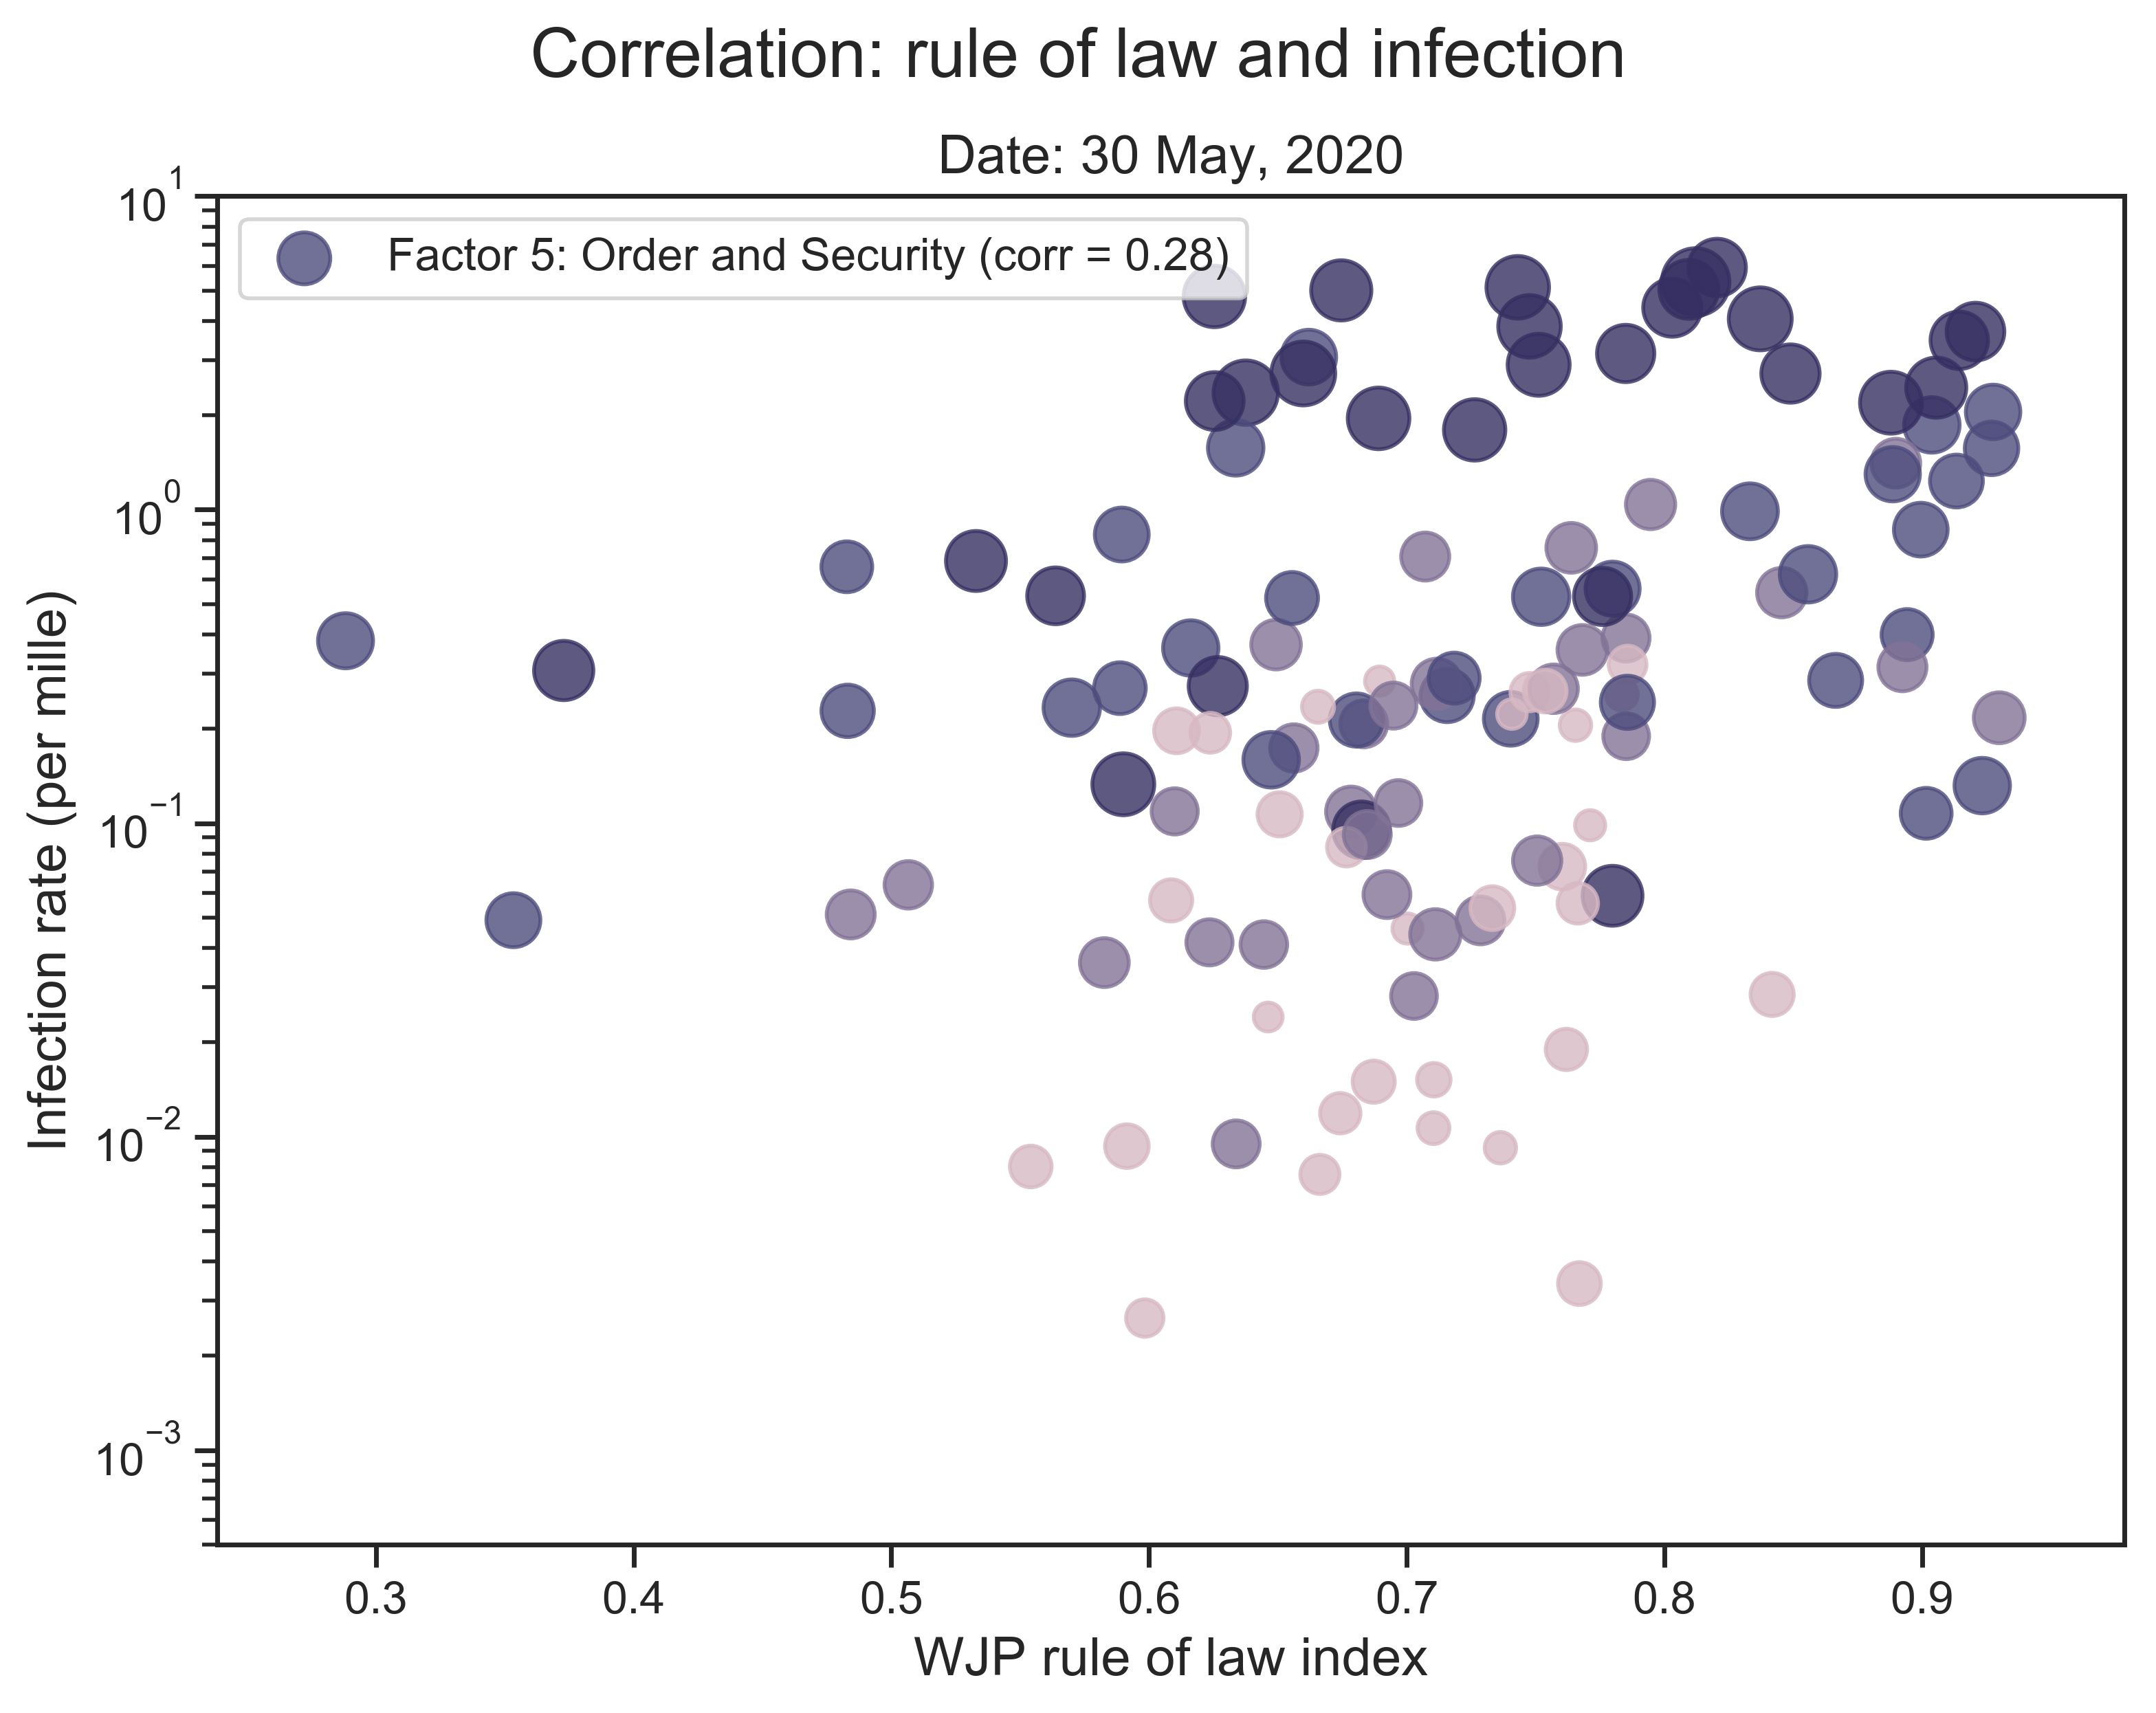 Correlation: rule of law and infection
Date: 30 May, 2020
Factor 5: Order and Security (corr = 0.28)
Infection rate (per mille)
10^1
10^0
10^−1
10^−2
10^−3
0.3 0.4 0.5 0.6 0.7 0.8 0.9
WJP rule of law index